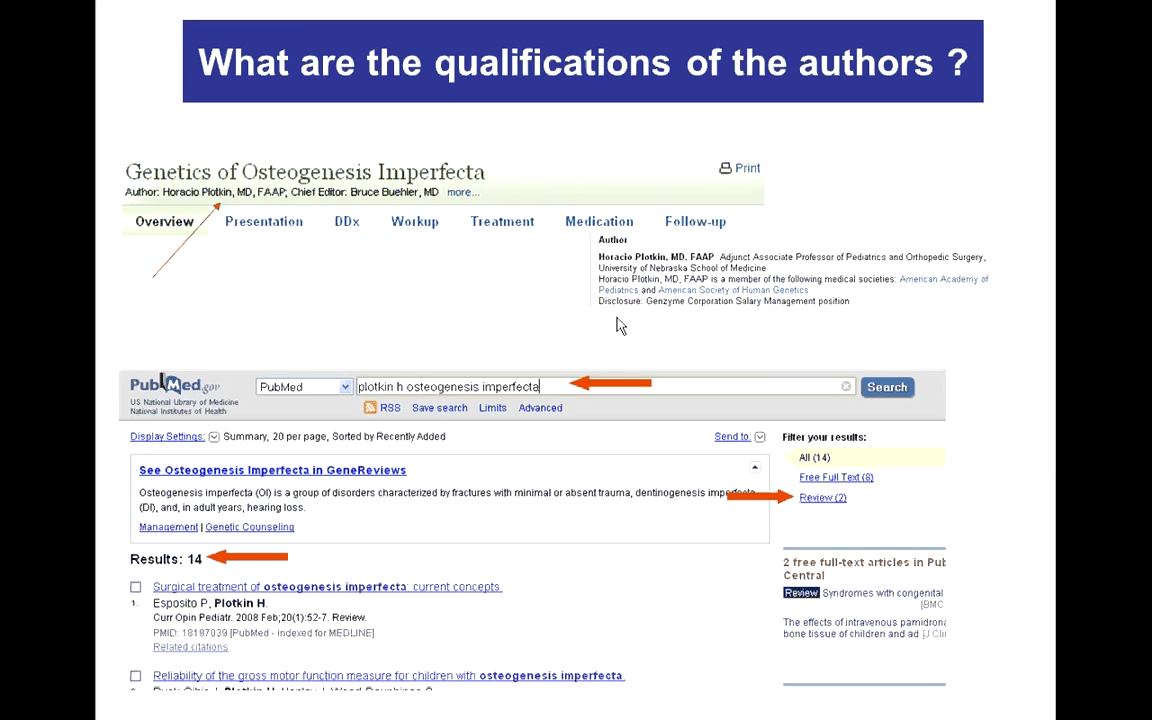 What are the qualifications of the authors ?
Genetics of Osteogenesis Imperfecta
Print
Author: Horacio Plotkin, MD, FAAP; Chief Editor: Bruce Buehler, MD more...
Overview Presentation DDx Workup Treatment Medication Follow-up
Author
Horacio Plotkin, MD, FAAP Adjunct Associate Professor of Pediatrics and Orthopedic Surgery,
University of Nebraska School of Medicine
Horacio Plotkin, MD, FAAP is a member of the following medical societies: American Academy of
Pediatrics and American Society of Human Genetics
Disclosure: Genzyme Corporation Salary Management position
PubMed.gov
US National Library of Medicine
National Institutes of Health
PubMed
plotkin h osteogenesis imperfecta
Search
RSS Save search Limits Advanced
Display Settings: Summary, 20 per page, Sorted by Recently Added
Send to:
See Osteogenesis Imperfecta in GeneReviews
Osteogenesis imperfecta (OI) is a group of disorders characterized by fractures with minimal or absent trauma, dentinogenesis imperfecta
(DI), and, in adult years, hearing loss.
Management | Genetic Counseling
Results: 14
Surgical treatment of osteogenesis imperfecta: current concepts.
1. Esposito P, Plotkin H.
Curr Opin Pediatr. 2008 Feb;20(1):52-7. Review.
PMID: 18197039 [PubMed - indexed for MEDLINE]
Related citations
Reliability of the gross motor function measure for children with osteogenesis imperfecta.
Filter your results:
All (14)
Free Full Text (8)
Review (2)
2 free full-text articles in Pub
Central
Review Syndromes with congenital
[BMC
The effects of intravenous pamidrona
bone tissue of children and ad [J Cli